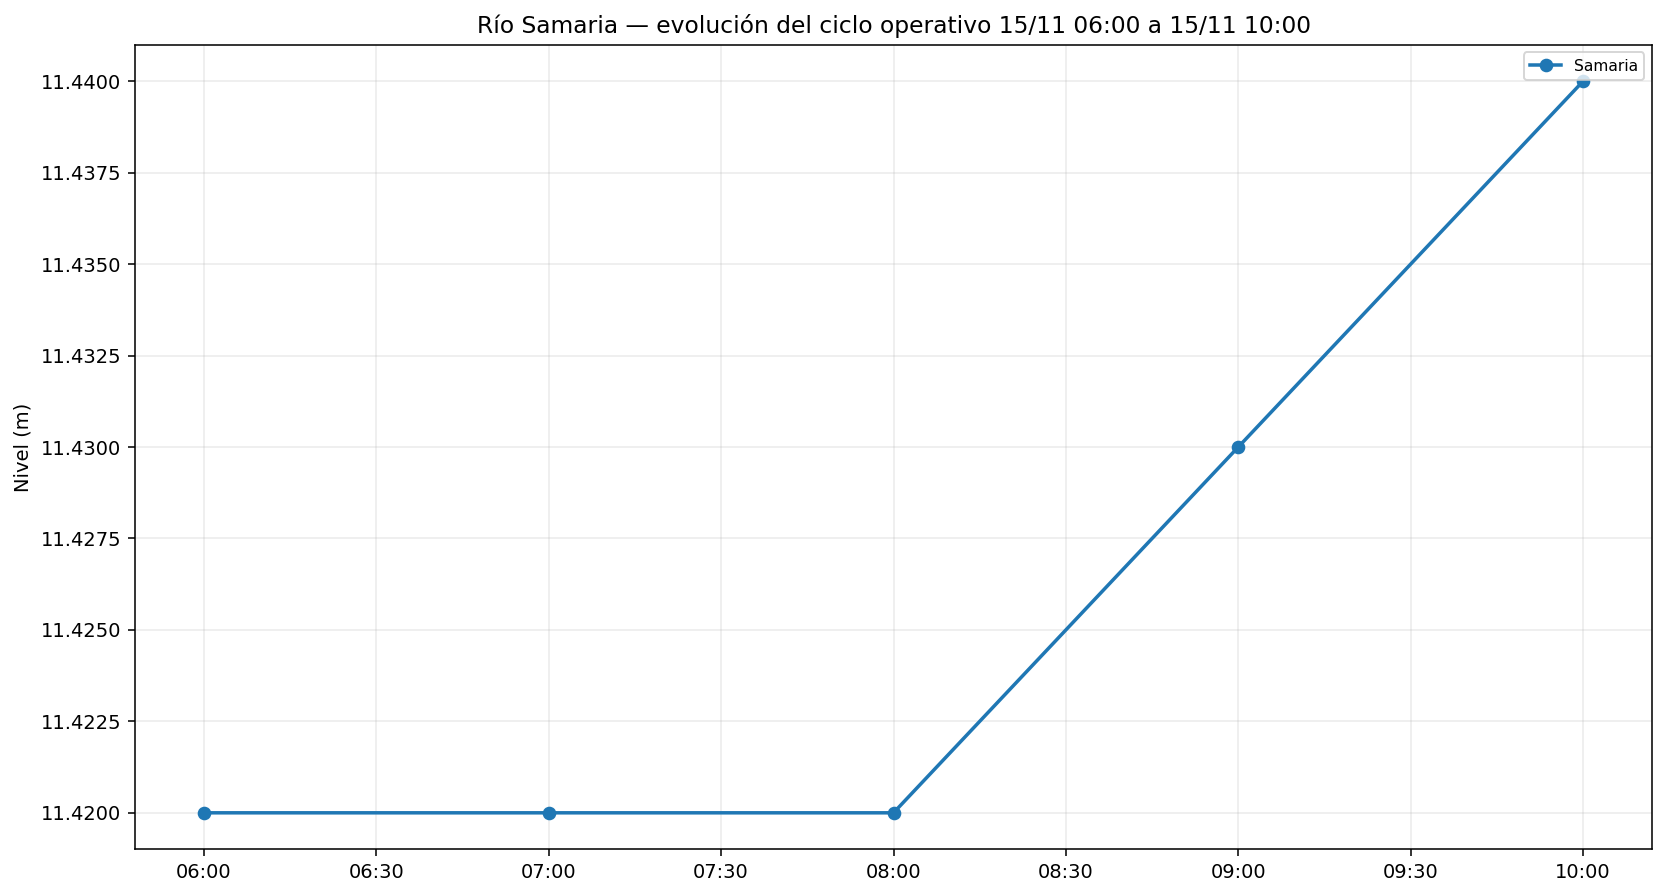 Río Samaria — evolución del ciclo operativo 15/11 06:00 a 15/11 10:00
Samaria
Nivel (m)
11.4400
11.4375
11.4350
11.4325
11.4300
11.4275
11.4250
11.4225
11.4200
06:00 06:30 07:00 07:30 08:00 08:30 09:00 09:30 10:00